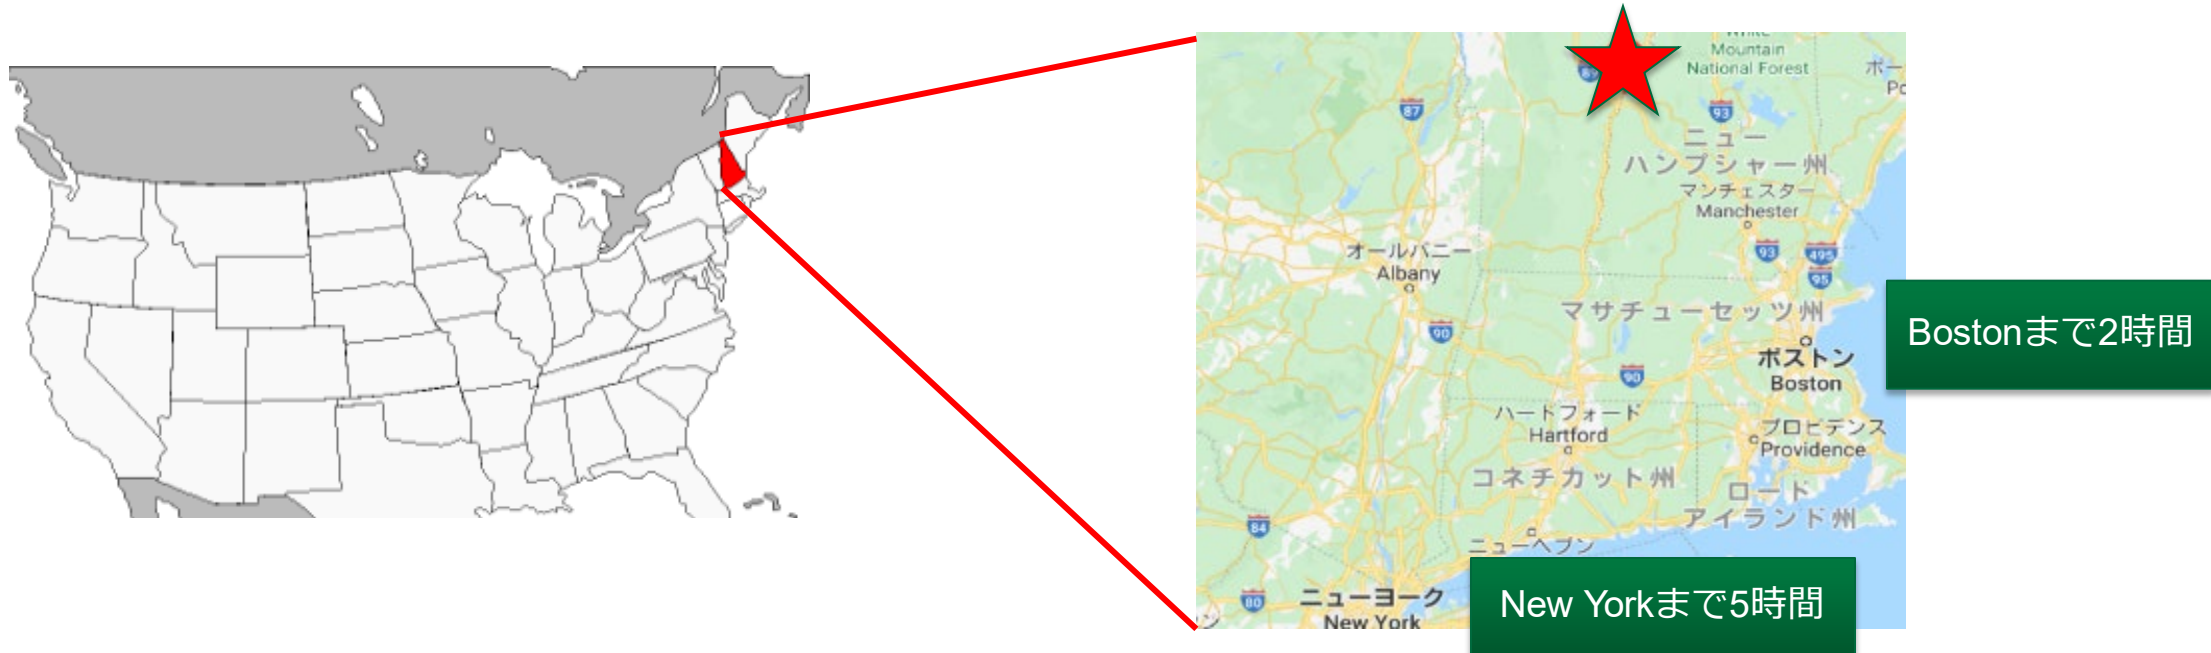 Mountain
National Forest
ポー
87
89
93
ニュー
ハンプシャー州
マンチェスター
Manchester
93
495
95
オールバニー
Albany
マサチューセッツ州
90
ボストン
Boston
Bostonまで2時間
90
ハートフォード
Hartford
プロビデンス
Providence
コネチカット州
ロード
アイランド州
84
ニューヘブン
80
ニューヨーク
New York
New Yorkまで5時間